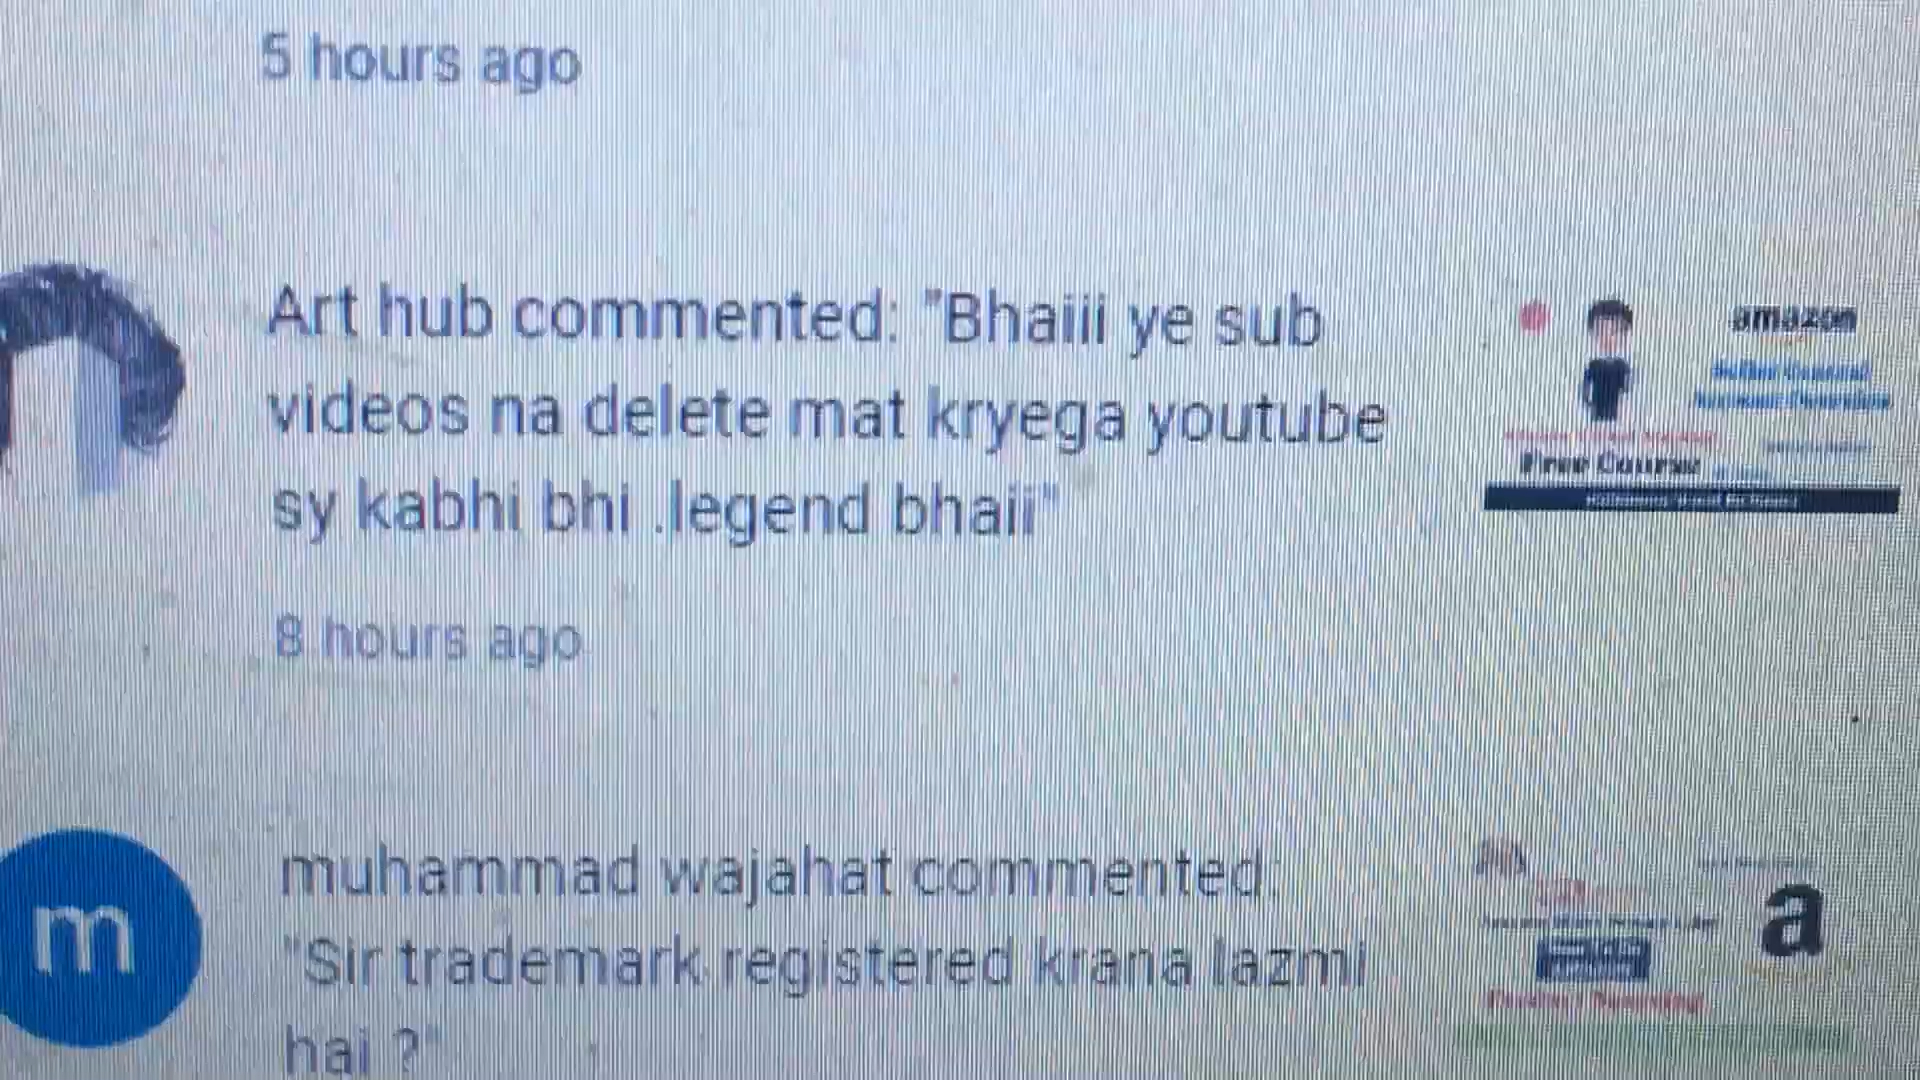 5 hours ago
Art hub commented: "Bhaiii ye sub
videos na delete mat kryega youtube
sy kabhi bhi .legend bhaii"
8 hours ago
amazon
Free Course
m
muhammad wajahat commented:
"Sir trademark registered krana lazmi
hai ?"
a